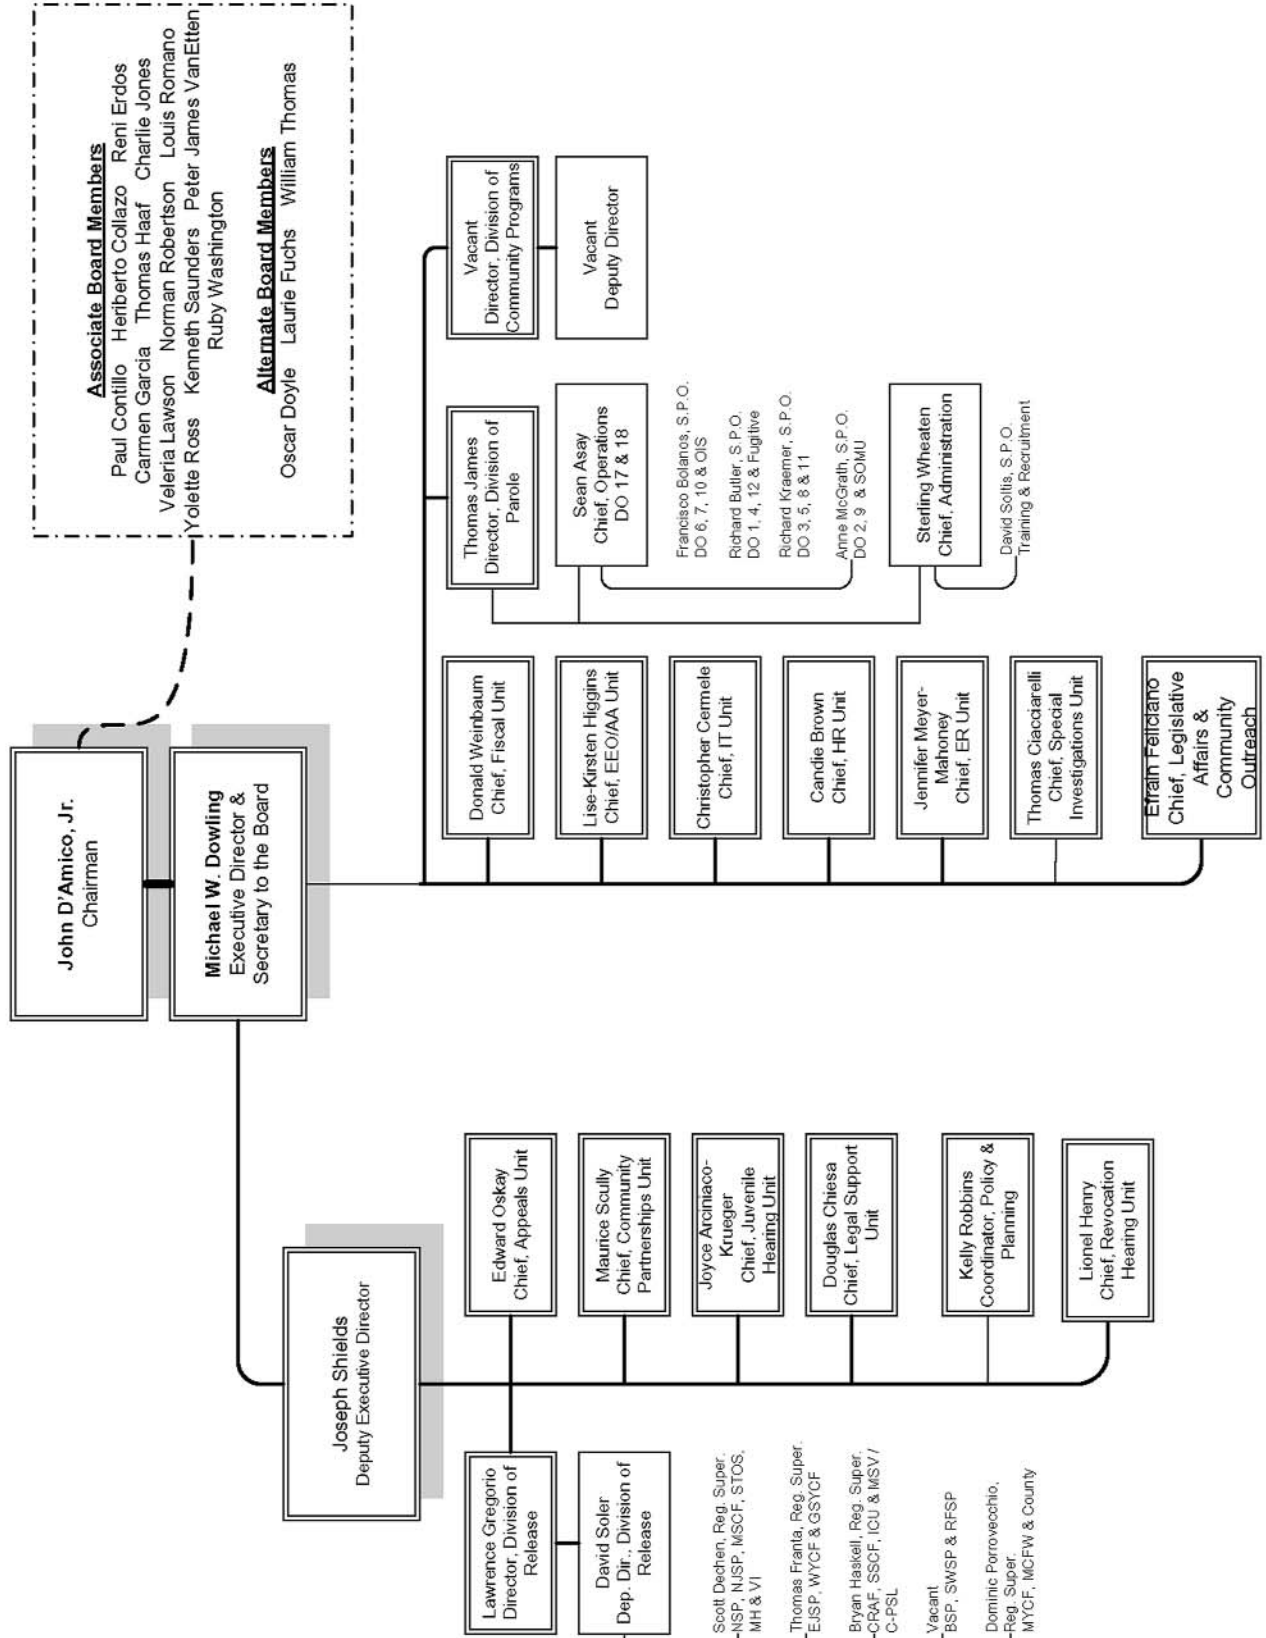 John D'Amico, Jr.
Chairman
Michael W. Dowling
Executive Director &
Secretary to the Board
Associate Board Members
Paul Contillo Heriberto Collazo Reni Erdos
Carmen Garcia Thomas Haaf Charlie Jones
Veleria Lawson Norman Robertson Louis Romano
Yolette Ross Kenneth Saunders Peter James VanEtten
Ruby Washington
Alternate Board Members
Oscar Doyle Laurie Fuchs William Thomas
Joseph Shields
Deputy Executive Director
Lawrence Gregorio
Director, Division of
Release
David Soler
Dep. Dir., Division of
Release
Scott Dechen, Reg. Super.
NSP, NJSP, MSCF, STOS,
MH & VI
Thomas Franta, Reg. Super.
EJSP, WYCF & GSYCF
Bryan Haskell, Reg. Super.
CRAF, SSCF, ICU & MSV /
C-PSL
Vacant
BSP, SWSP & RFSP
Dominic Porrovecchio,
Reg. Super.
MYCF, MCFW & County
Edward Oskay
Chief, Appeals Unit
Maurice Scully
Chief, Community
Partnerships Unit
Joyce Arciniaco-
Krueger
Chief, Juvenile
Hearing Unit
Douglas Chiesa
Chief, Legal Support
Unit
Kelly Robbins
Coordinator, Policy &
Planning
Lionel Henry
Chief, Revocation
Hearing Unit
Donald Weinbaum
Chief, Fiscal Unit
Lise-Kirsten Higgins
Chief, EEO/AA Unit
Christopher Cermele
Chief, IT Unit
Candie Brown
Chief, HR Unit
Jennifer Meyer-
Mahoney
Chief, ER Unit
Thomas Ciacciarelli
Chief, Special
Investigations Unit
Efrain Feliciano
Chief, Legislative
Affairs &
Community
Outreach
Thomas James
Director, Division of
Parole
Sean Asay
Chief, Operations
DO 17 & 18
Francisco Bolanos, S.P.O.
DO 6, 7, 10 & OIS
Richard Butler, S.P.O.
DO 1, 4, 12 & Fugitive
Richard Kraemer, S.P.O.
DO 3, 5, 8 & 11
Anne McGrath, S.P.O.
DO 2, 9 & SOMU
Sterling Wheaten
Chief, Administration
David Soltis, S.P.O.
Training & Recruitment
Vacant
Director, Division of
Community Programs
Vacant
Deputy Director